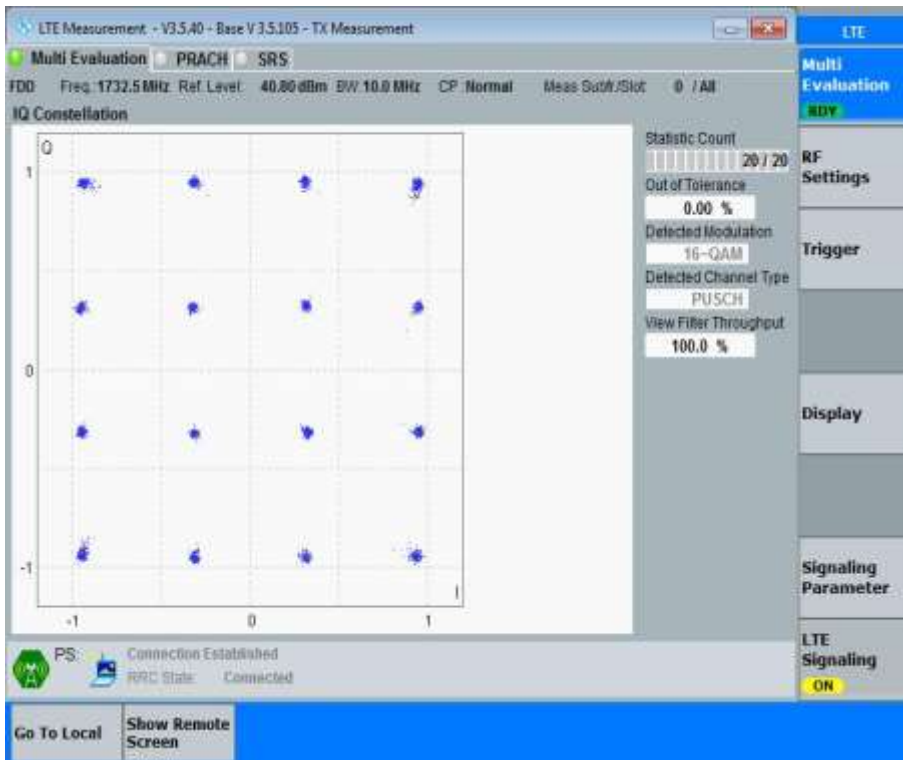 LTE Measurement - V3.5.40 - Base V 3.5.105 - TX Measurement
LTE
Multi Evaluation PRACH SRS
Multi
Evaluation
RDY
FDD Freq: 1732.5 MHz Ref. Level: 40.80 dBm BW: 10.0 MHz CP: Normal Meas Subfr./Slot: 0 / All
IQ Constellation
Q
1
0
-1
-1 0 1
I
Statistic Count
20 / 20
Out of Tolerance
0.00 %
Detected Modulation
16-QAM
Detected Channel Type
PUSCH
View Filter Throughput
100.0 %
RF
Settings
Trigger
Display
Signaling
Parameter
LTE
Signaling
ON
PS: Connection Established
RRC State: Connected
Go To Local
Show Remote
Screen